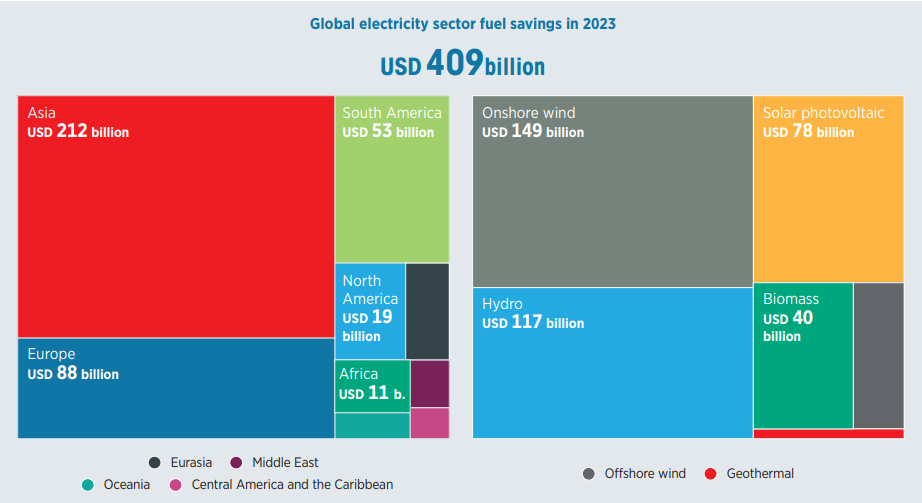 Global electricity sector fuel savings in 2023
USD 409billion
Asia
USD 212 billion
South America
USD 53 billion
North
America
USD 19
billion
Europe
USD 88 billion
Africa
USD 11 b.
Eurasia
Middle East
Oceania
Central America and the Caribbean
Onshore wind
USD 149 billion
Solar photovoltaic
USD 78 billion
Hydro
USD 117 billion
Biomass
USD 40
billion
Offshore wind
Geothermal